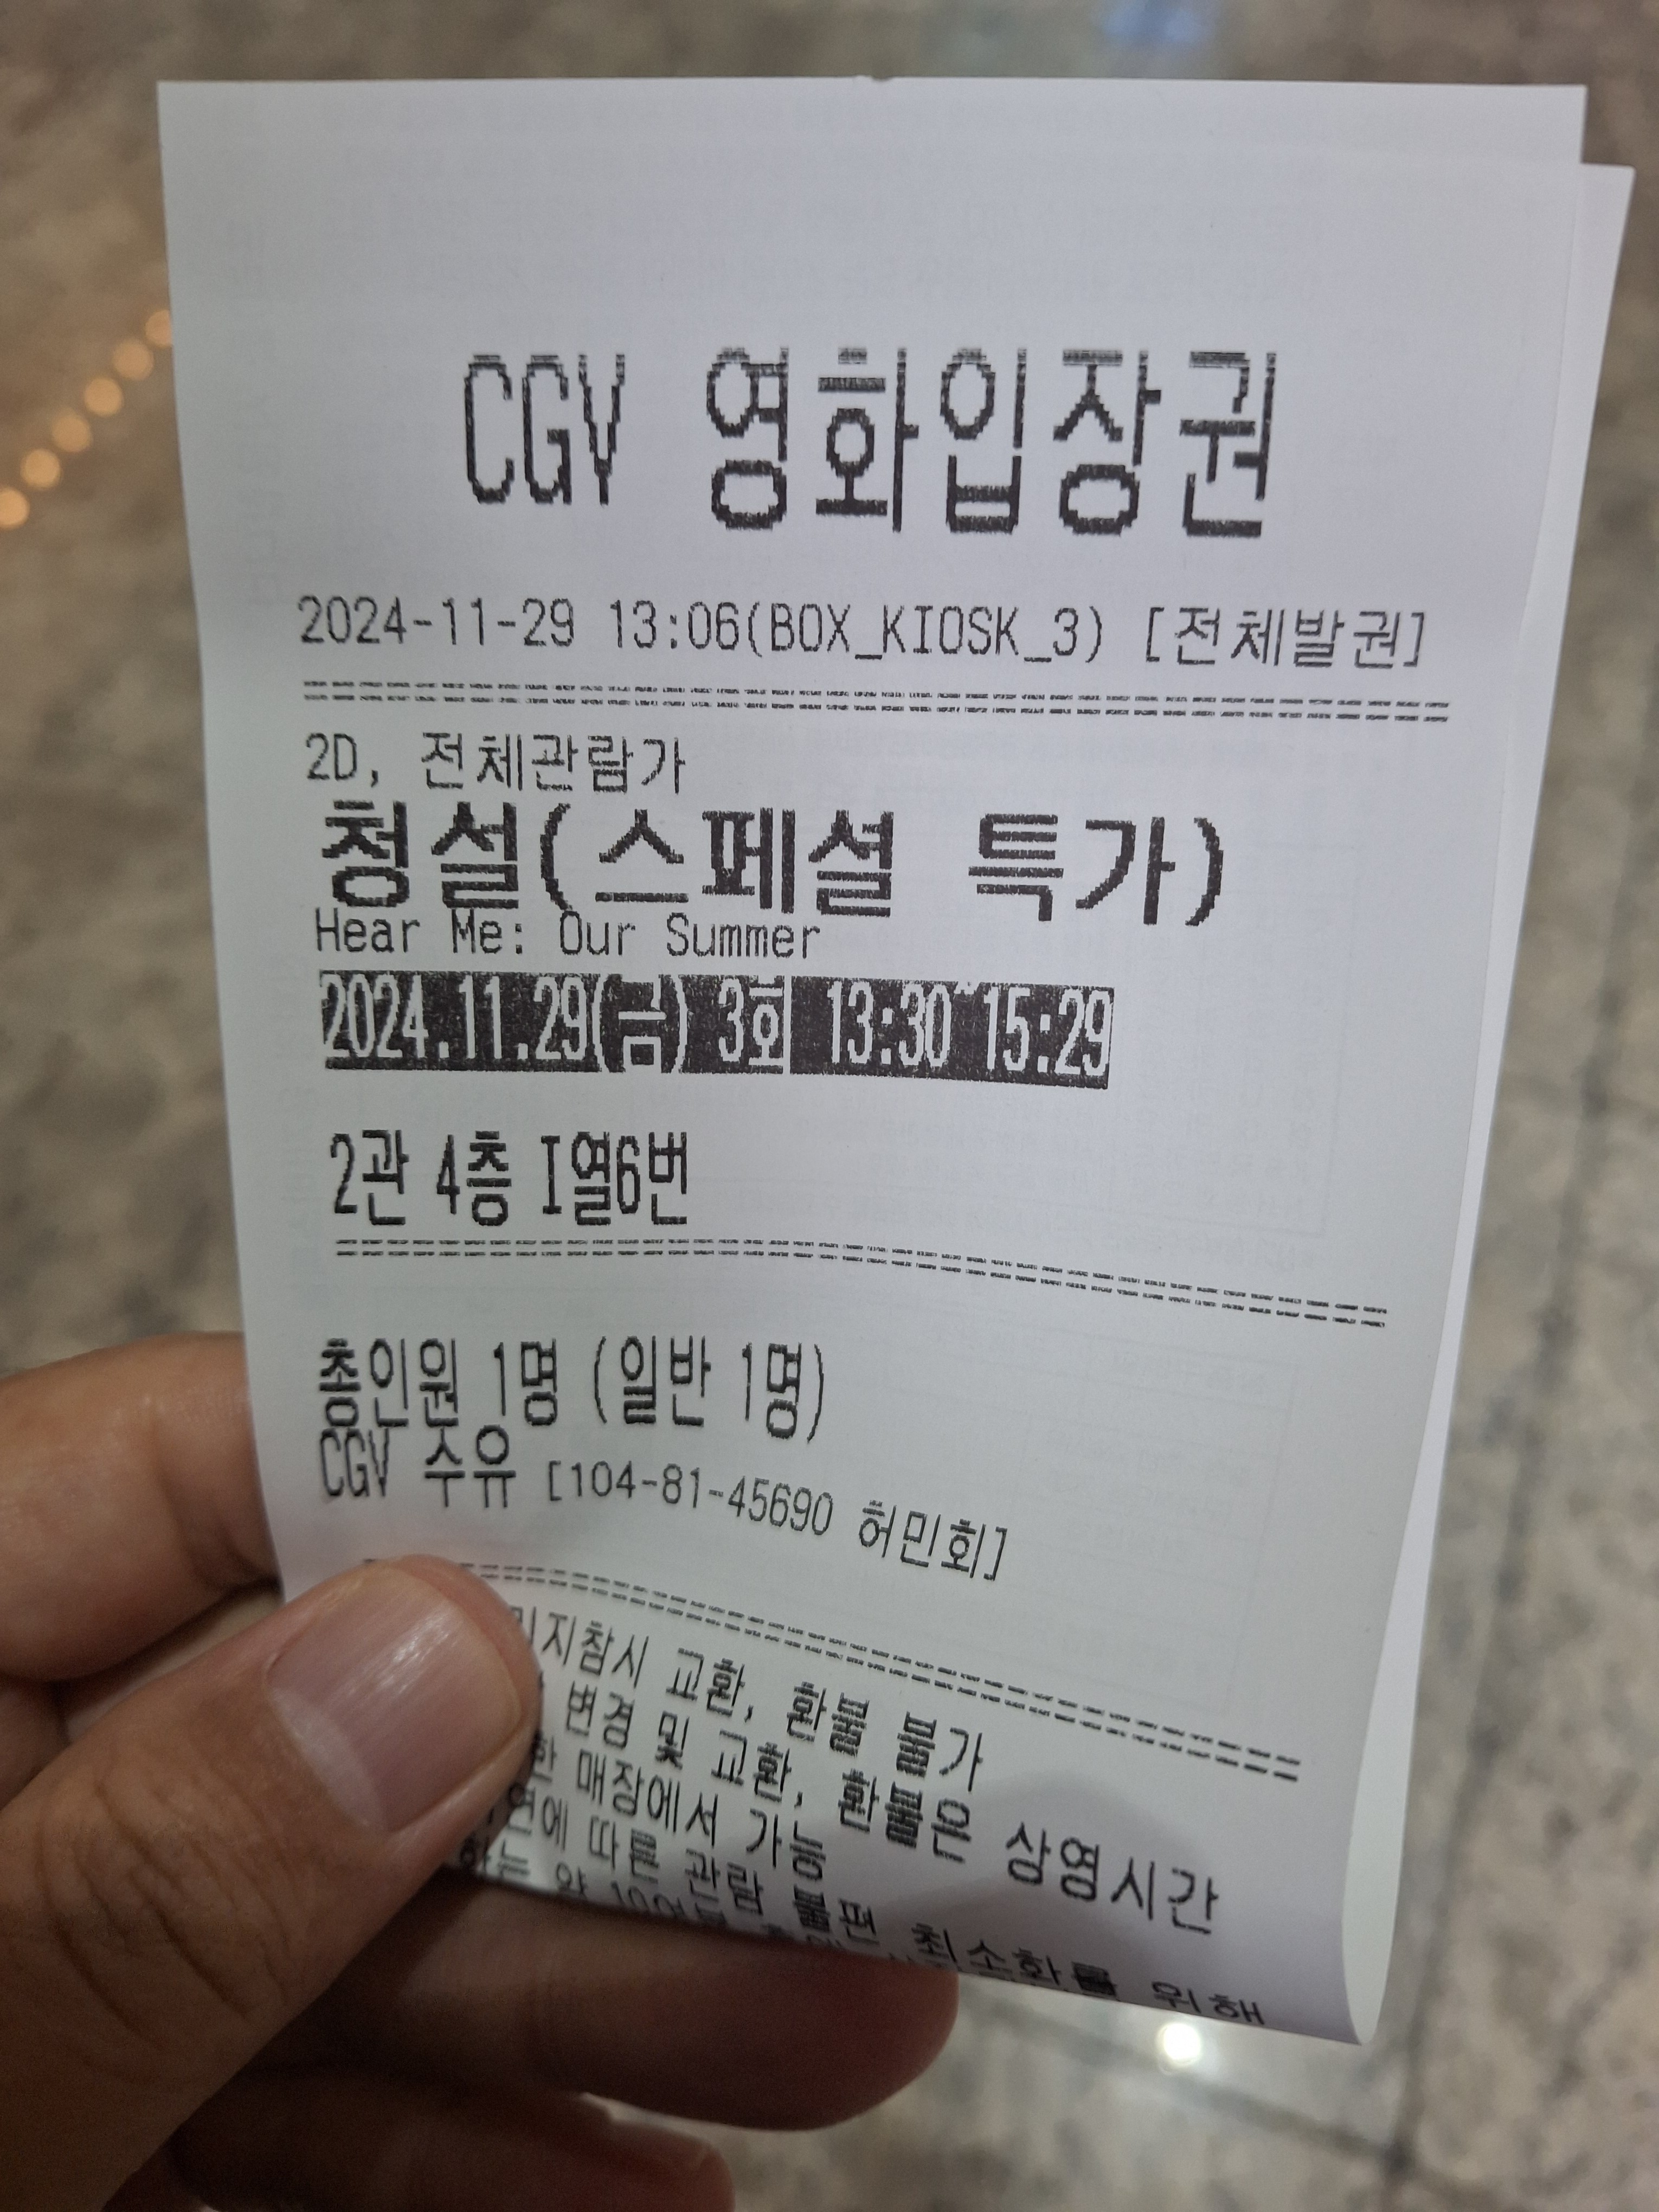 CGV 영화입장권
2024-11-29 13:06(BOX_KIOSK_3) [전체발권]
2D, 전체관람가
청설(스페셜 특가)
Hear Me: Our Summer
2024.11.29(금) 3회 13:30~15:29
2관 4층 I열6번
총인원 1명 (일반 1명)
CGV 수유 [104-81-45690 허민회]
교환, 환불 불가
변경 및 교환, 환불은 상영시간
매장에서 가능
따른 관람 불편 최소화를 위해
약